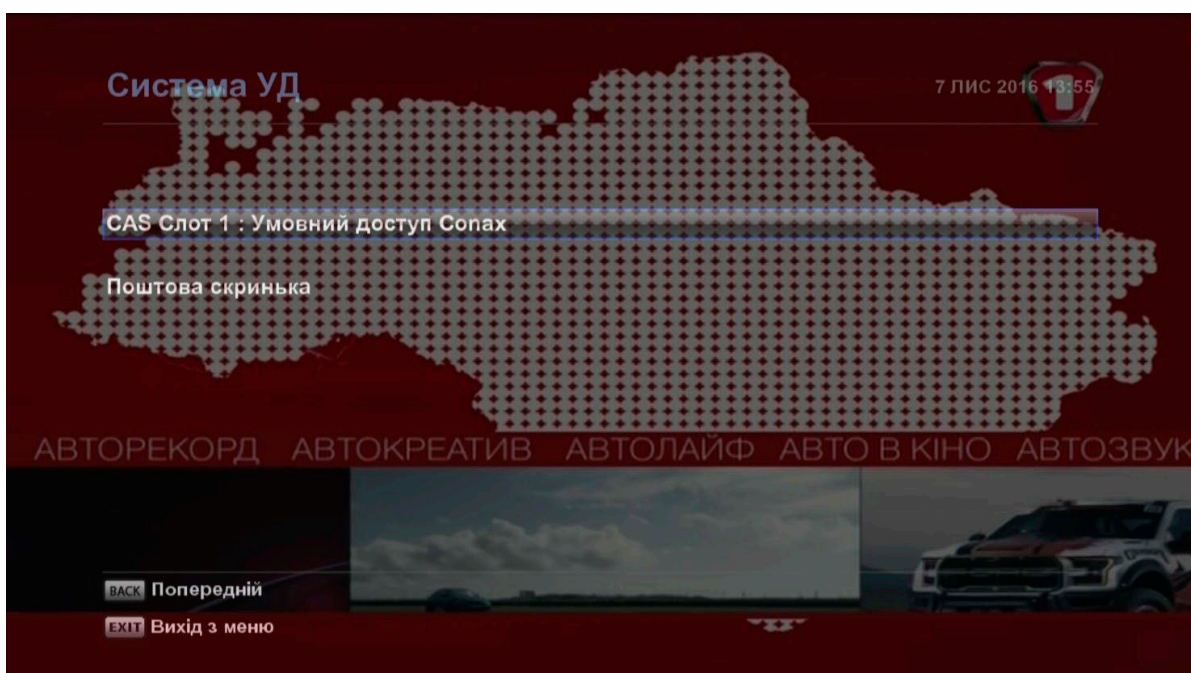 Система УД
7 ЛИС 2016 13:55
1
CAS Слот 1 : Умовний доступ Conax
Поштова скринька
АВТОРЕКОРД АВТОКРЕАТИВ АВТОЛАЙФ АВТО В КІНО АВТОЗВУК
BACK Попередній
EXIT Вихід з меню